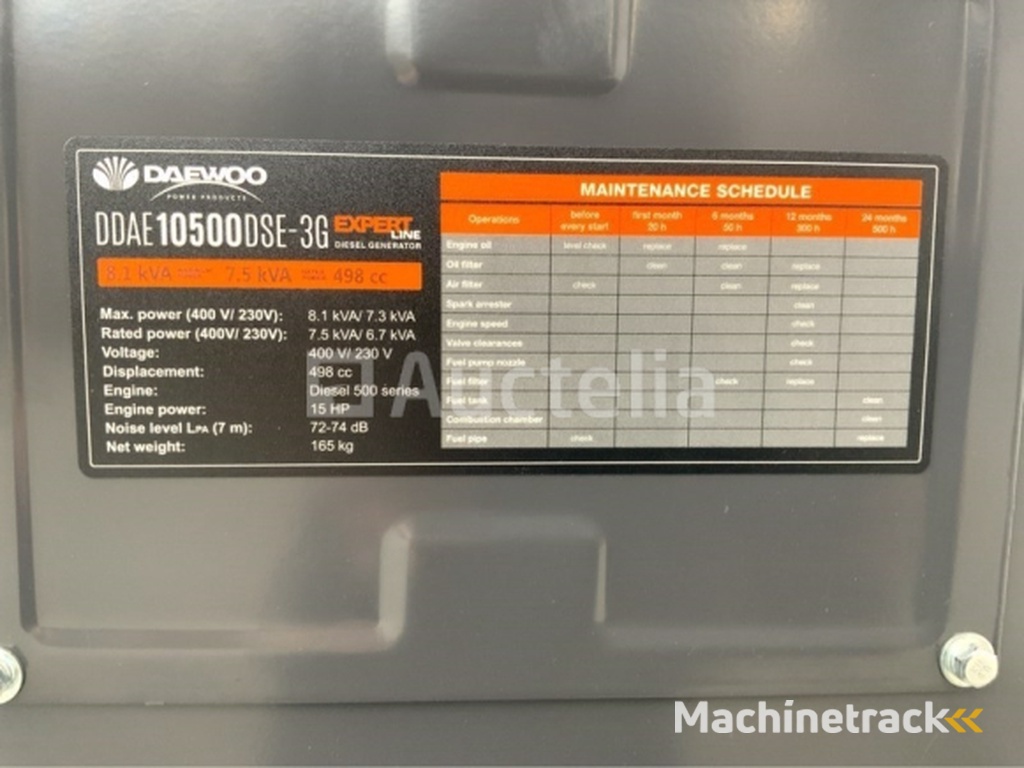 DAEWOO
POWER PRODUCTS
DDAE10500DSE-3G EXPERT LINE
DIESEL GENERATOR
8.1 kVA 7.5 kVA 498 cc
Max. power (400 V/ 230V): 8.1 kVA/ 7.3 kVA
Rated power (400V/ 230V): 7.5 kVA/ 6.7 kVA
Voltage: 400 V/ 230 V
Displacement: 498 cc
Engine: Diesel 500 series
Engine power: 15 HP
Noise level LPA (7 m): 72-74 dB
Net weight: 165 kg
MAINTENANCE SCHEDULE
Operations before every start first month 20 h 6 months 50 h 12 months 300 h 24 months 500 h
Engine oil level check replace replace
Oil filter clean clean replace
Air filter check clean replace
Spark arrester clean
Engine speed check
Valve clearances check
Fuel pump nozzle check
Fuel filter check replace
Fuel tank clean
Combustion chamber clean
Fuel pipe check replace
Auctelia
Machinetrack